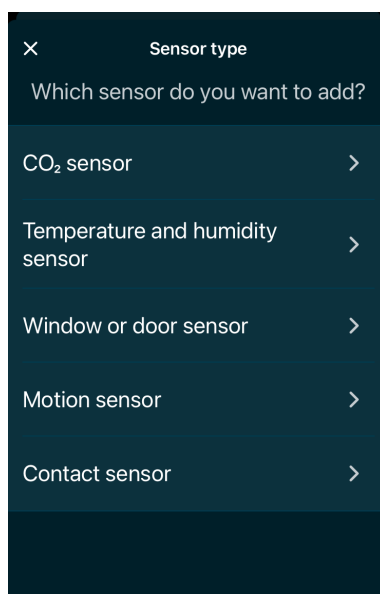 Sensor type
Which sensor do you want to add?
CO₂ sensor
Temperature and humidity
sensor
Window or door sensor
Motion sensor
Contact sensor